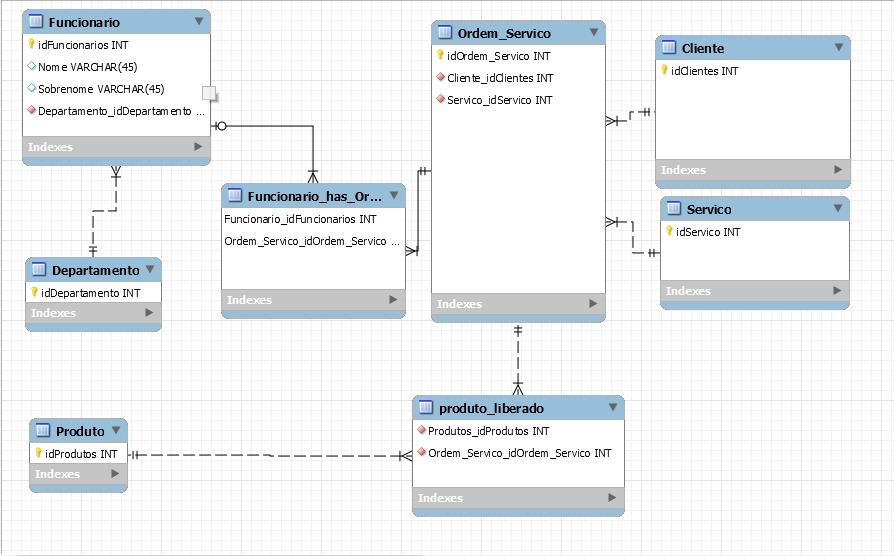 Funcionario
idFuncionarios INT
Nome VARCHAR(45)
Sobrenome VARCHAR(45)
Departamento_idDepartamento ...
Indexes
Ordem_Servico
idOrdem_Servico INT
Cliente_idClientes INT
Servico_idServico INT
Indexes
Cliente
idClientes INT
Indexes
Funcionario_has_Or...
Funcionario_idFuncionarios INT
Ordem_Servico_idOrdem_Servico ...
Indexes
Servico
idServico INT
Indexes
Departamento
idDepartamento INT
Indexes
Produto
idProdutos INT
Indexes
produto_liberado
Produtos_idProdutos INT
Ordem_Servico_idOrdem_Servico INT
Indexes